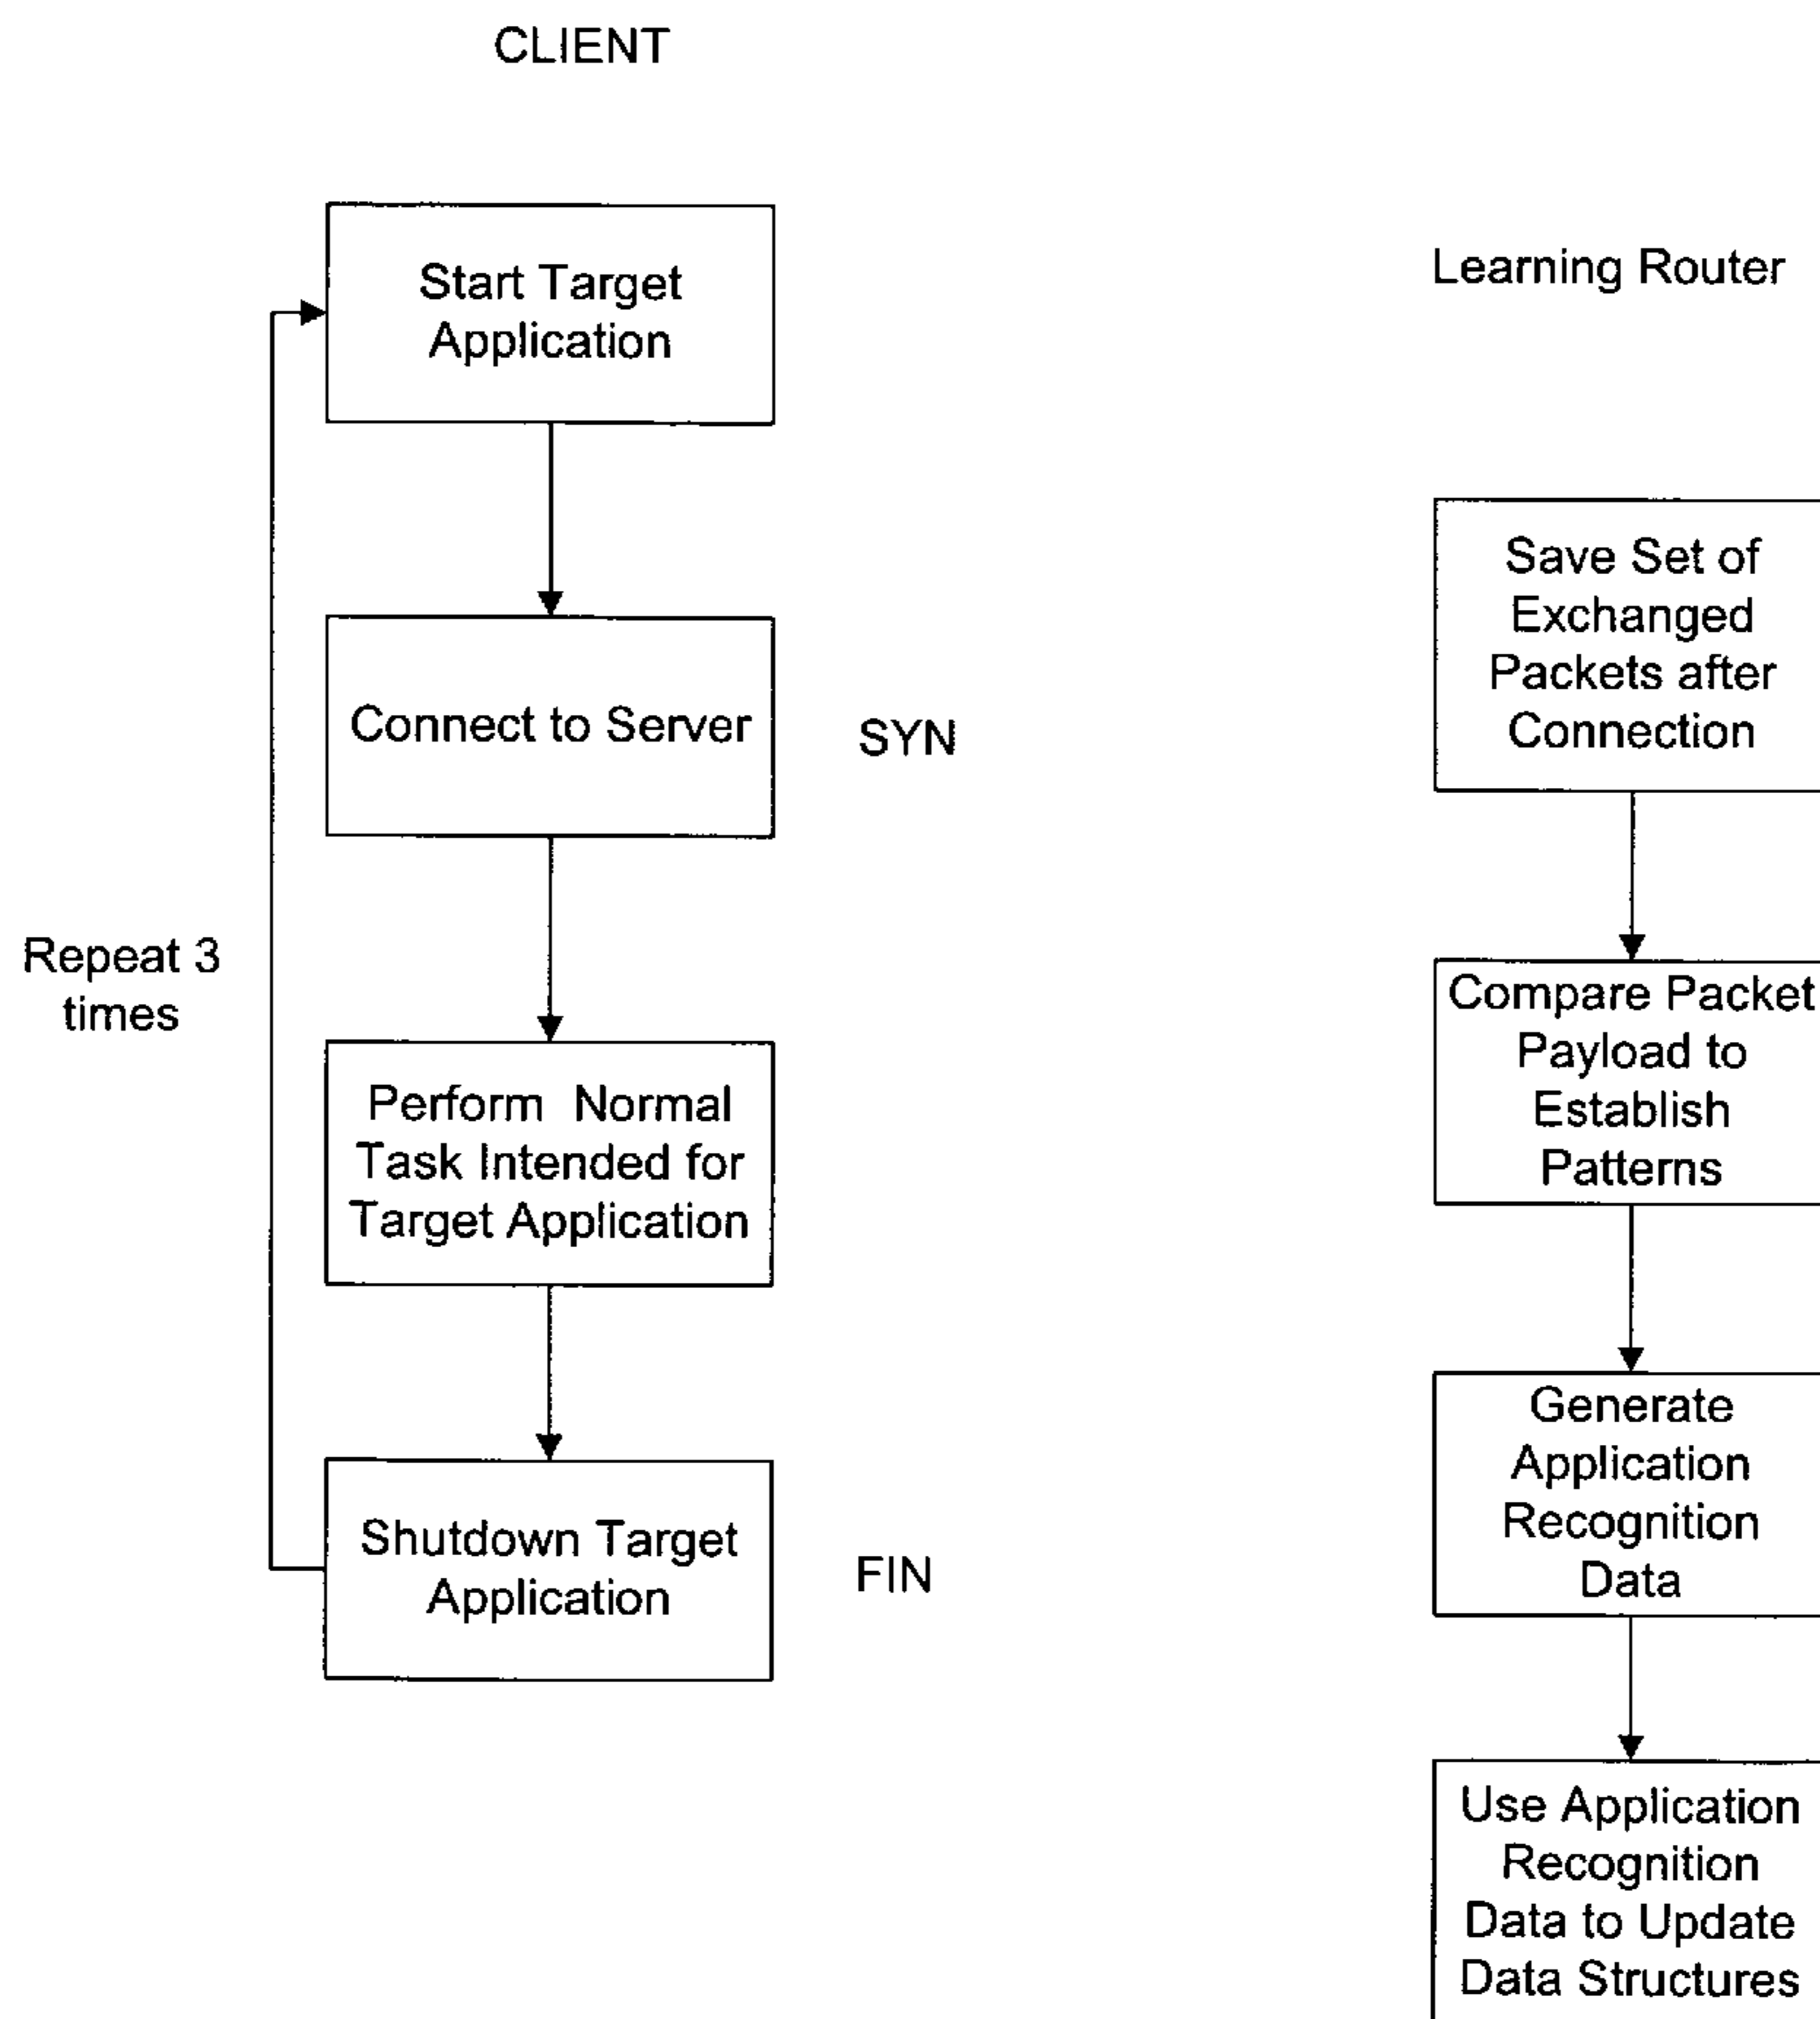 CLIENT
Start Target
Application
Connect to Server
SYN
Repeat 3
times
Perform Normal
Task Intended for
Target Application
Shutdown Target
Application
FIN
Learning Router
Save Set of
Exchanged
Packets after
Connection
Compare Packet
Payload to
Establish
Patterns
Generate
Application
Recognition
Data
Use Application
Recognition
Data to Update
Data Structures